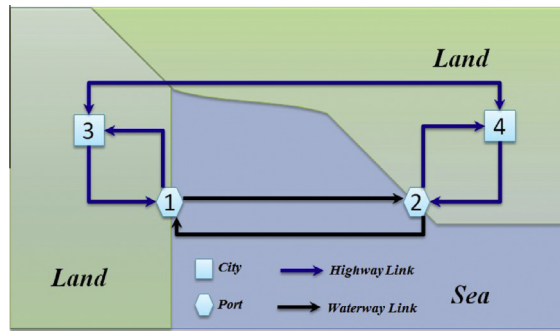 Land
3
4
1
2
City
Highway Link
Port
Waterway Link
Land
Sea